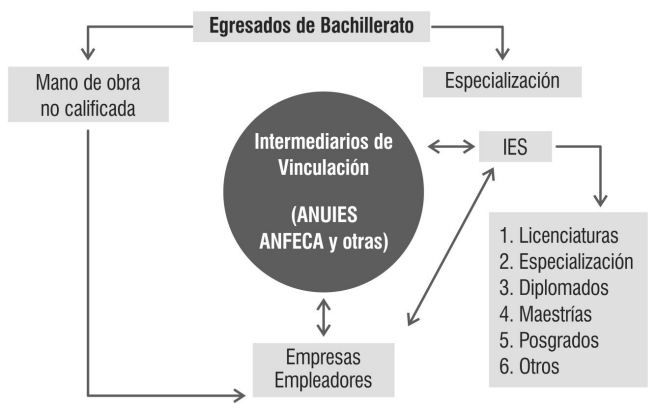 Egresados de Bachillerato
Mano de obra
no calificada
Especialización
Intermediarios de
Vinculación
(ANUIES
ANFECA y otras)
IES
1. Licenciaturas
2. Especialización
3. Diplomados
4. Maestrías
5. Posgrados
6. Otros
Empresas
Empleadores